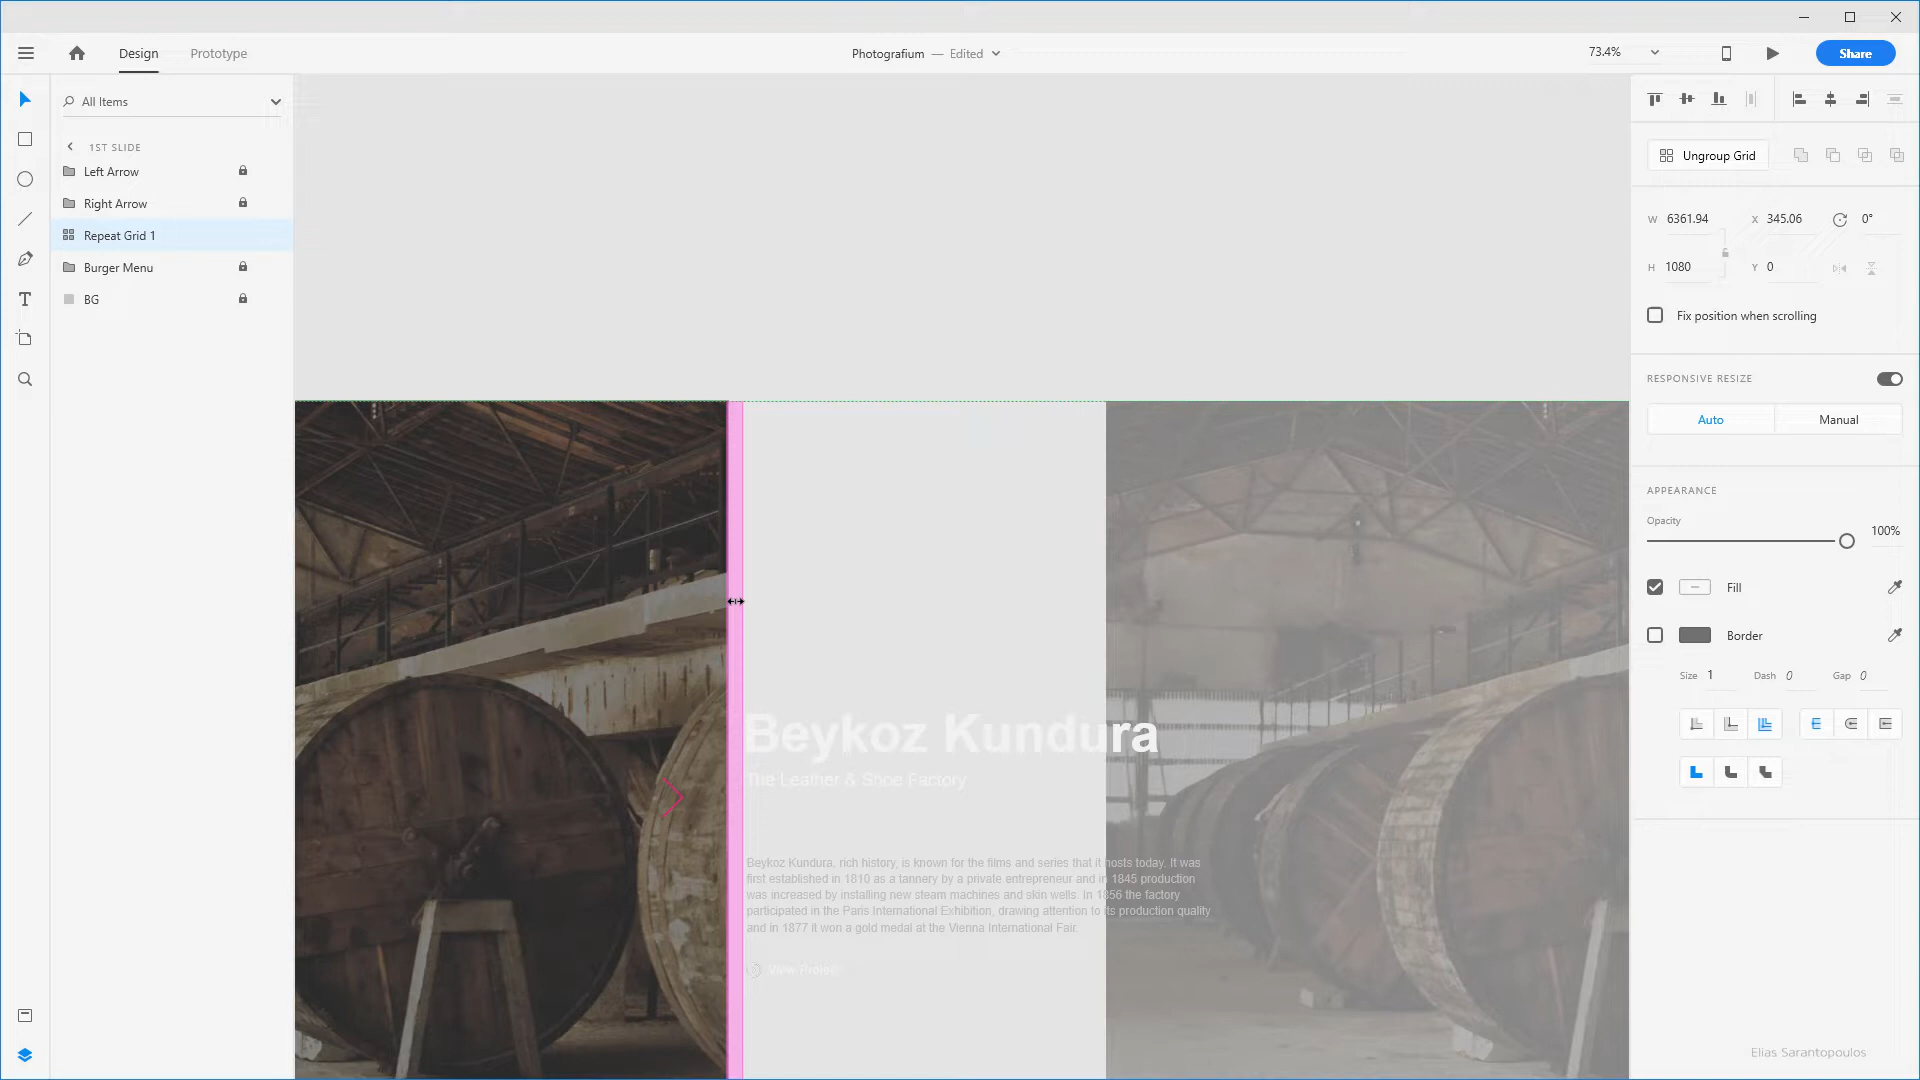 Design
Prototype
Photografium — Edited
73.4%
Share
All Items
1ST SLIDE
Left Arrow
Right Arrow
Repeat Grid 1
Burger Menu
BG
Ungroup Grid
W 6361.94
X 345.06
0°
H 1080
Y 0
Fix position when scrolling
RESPONSIVE RESIZE
Auto
Manual
APPEARANCE
Opacity
100%
Fill
Border
Size 1
Dash 0
Gap 0
Beykoz Kundura
The Leather & Shoe Factory
Beykoz Kundura, rich history, is known for the films and series that it hosts today. It was
first established in 1810 as a tannery by a private entrepreneur and in 1845 production
was increased by installing new steam machines and skin wells. In 1856 the factory
participated in the Paris International Exhibition, drawing attention to its production quality
and in 1877 it won a gold medal at the Vienna International Fair.
View
Elias Sarantopoulos